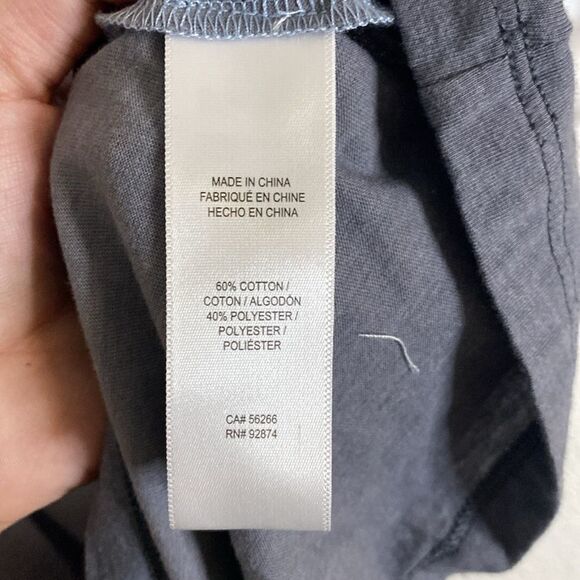 MADE IN CHINA
FABRIQUÉ EN CHINE
HECHO EN CHINA
60% COTTON /
COTON / ALGODÓN
40% POLYESTER /
POLYESTER /
POLIÉSTER
CA# 56266
RN# 92874